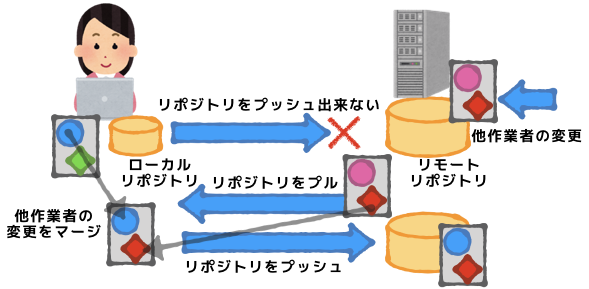 リポジトリをプッシュ出来ない
他作業者の変更
ローカル
リポジトリ
リモート
リポジトリ
リポジトリをプル
他作業者の
変更をマージ
リポジトリをプッシュ